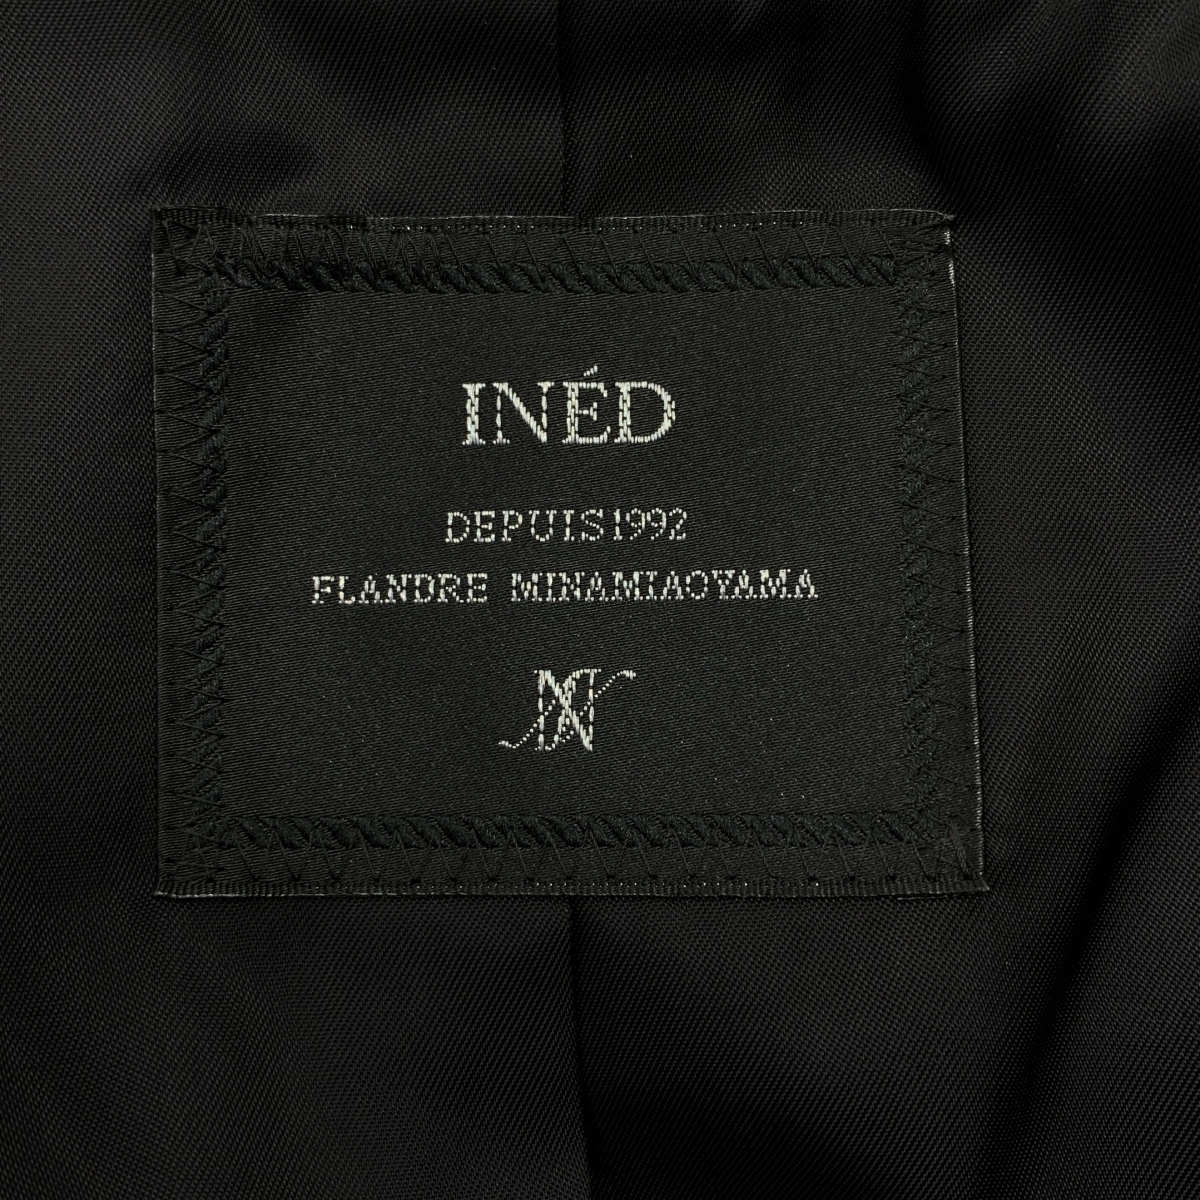 INÉD
DEPUIS1992
FLANDRE MINAMIAOYAMA